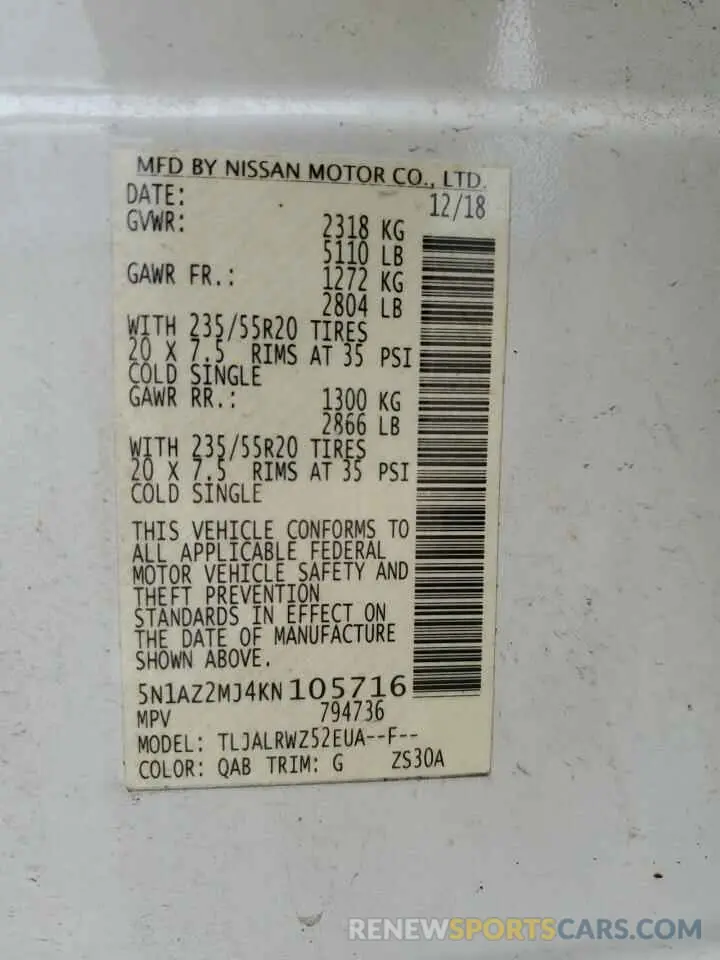 MFD BY NISSAN MOTOR CO., LTD.
DATE: 12/18
GVWR: 2318 KG
5110 LB
GAWR FR.: 1272 KG
2804 LB
WITH 235/55R20 TIRES
20 X 7.5 RIMS AT 35 PSI
COLD SINGLE
GAWR RR.: 1300 KG
2866 LB
WITH 235/55R20 TIRES
20 X 7.5 RIMS AT 35 PSI
COLD SINGLE
THIS VEHICLE CONFORMS TO
ALL APPLICABLE FEDERAL
MOTOR VEHICLE SAFETY AND
THEFT PREVENTION
STANDARDS IN EFFECT ON
THE DATE OF MANUFACTURE
SHOWN ABOVE.
5N1AZ2MJ4KN105716
MPV 794736
MODEL: TLJALRWZ52EUA--F--
COLOR: QAB TRIM: G ZS30A
RENEWSPORTSCARS.COM